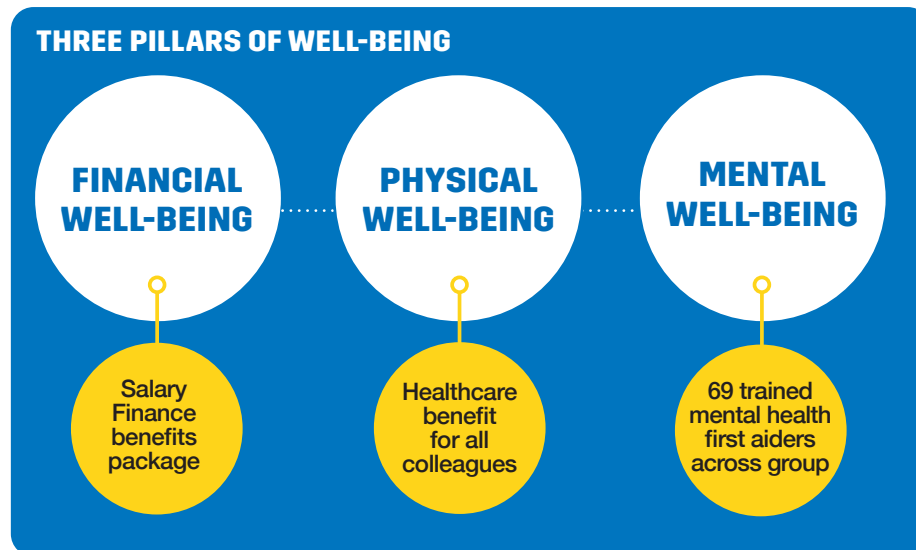 THREE PILLARS OF WELL-BEING
FINANCIAL
WELL-BEING
PHYSICAL
WELL-BEING
MENTAL
WELL-BEING
Salary
Finance
benefits
package
Healthcare
benefit
for all
colleagues
69 trained
mental health
first aiders
across group